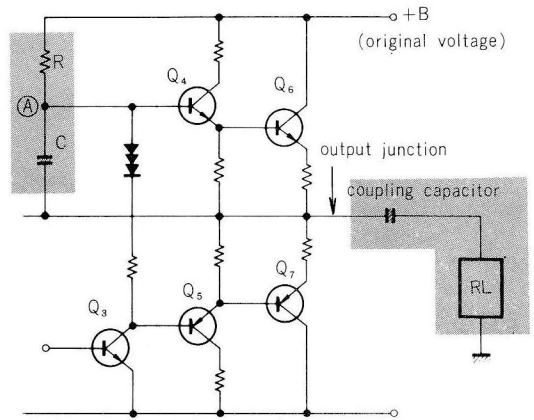 +B
(original voltage)
R
Q4
Q6
A
C
output junction
coupling capacitor
Q7
Q3
Q5
RL